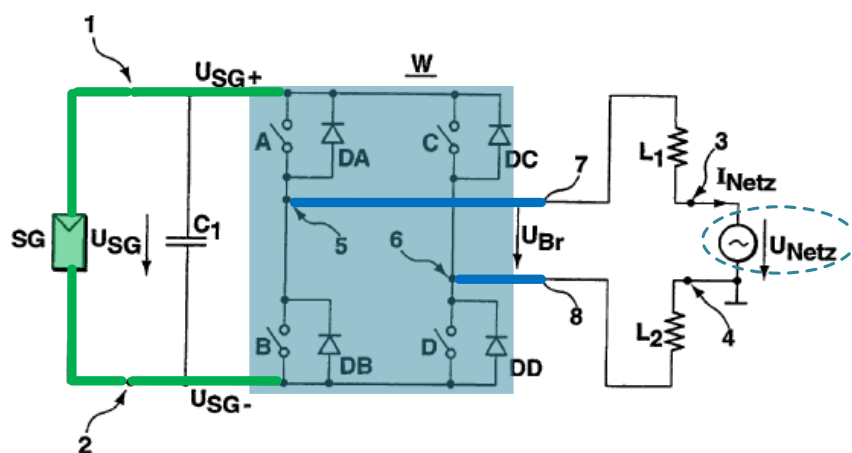 1
USG+
W
A
DA
C
DC
L1
3
INetz
7
SG
USG
C1
5
6
UBr
UNetz
8
4
B
DB
D
DD
L2
USG-
2